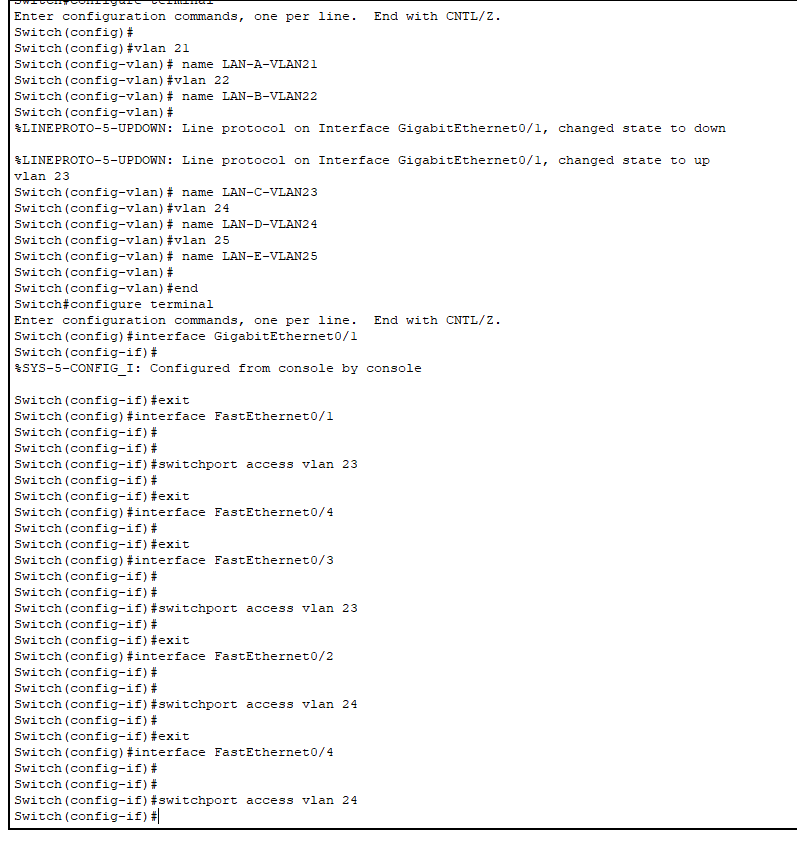 Switch#configure terminal
Enter configuration commands, one per line.  End with CNTL/Z.
Switch(config)#
Switch(config)#vlan 21
Switch(config-vlan)# name LAN-A-VLAN21
Switch(config-vlan)#vlan 22
Switch(config-vlan)# name LAN-B-VLAN22
Switch(config-vlan)#
%LINEPROTO-5-UPDOWN: Line protocol on Interface GigabitEthernet0/1, changed state to down

%LINEPROTO-5-UPDOWN: Line protocol on Interface GigabitEthernet0/1, changed state to up
vlan 23
Switch(config-vlan)# name LAN-C-VLAN23
Switch(config-vlan)#vlan 24
Switch(config-vlan)# name LAN-D-VLAN24
Switch(config-vlan)#vlan 25
Switch(config-vlan)# name LAN-E-VLAN25
Switch(config-vlan)#
Switch(config-vlan)#end
Switch#configure terminal
Enter configuration commands, one per line.  End with CNTL/Z.
Switch(config)#interface GigabitEthernet0/1
Switch(config-if)#
%SYS-5-CONFIG_I: Configured from console by console

Switch(config-if)#exit
Switch(config)#interface FastEthernet0/1
Switch(config-if)#
Switch(config-if)#
Switch(config-if)#switchport access vlan 23
Switch(config-if)#
Switch(config-if)#exit
Switch(config)#interface FastEthernet0/4
Switch(config-if)#
Switch(config-if)#exit
Switch(config)#interface FastEthernet0/3
Switch(config-if)#
Switch(config-if)#
Switch(config-if)#switchport access vlan 23
Switch(config-if)#
Switch(config-if)#exit
Switch(config)#interface FastEthernet0/2
Switch(config-if)#
Switch(config-if)#
Switch(config-if)#switchport access vlan 24
Switch(config-if)#
Switch(config-if)#exit
Switch(config)#interface FastEthernet0/4
Switch(config-if)#
Switch(config-if)#
Switch(config-if)#switchport access vlan 24
Switch(config-if)#